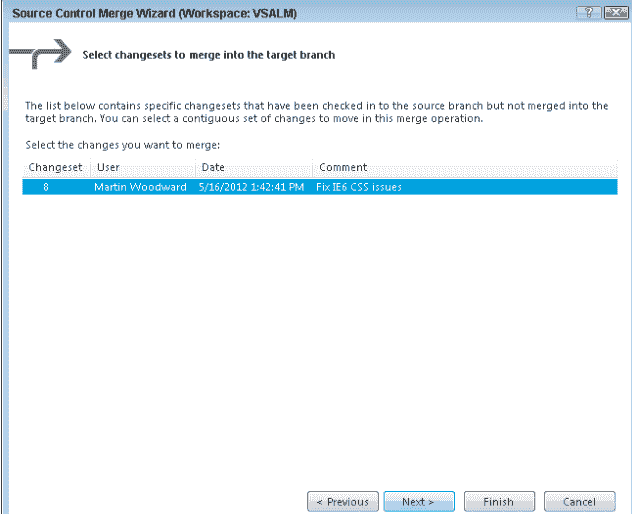 Source Control Merge Wizard (Workspace: VSALM)
Select changesets to merge into the target branch
The list below contains specific changesets that have been checked in to the source branch but not merged into the
target branch. You can select a contiguous set of changes to move in this merge operation.
Select the changes you want to merge:
Changeset User Date Comment
8 Martin Woodward 5/16/2012 1:42:41 PM Fix IE6 CSS issues
< Previous Next > Finish Cancel